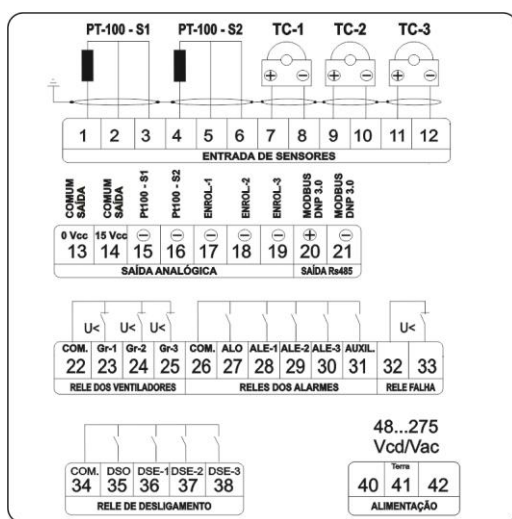 PT-100 - S1 PT-100 - S2 TC-1 TC-2 TC-3
1 2 3 4 5 6 7 8 9 10 11 12
ENTRADA DE SENSORES
COMUM SAÍDA
COMUM SAÍDA
Pt100 - S1
Pt100 - S2
ENROL-1
ENROL-2
ENROL-3
MODBUS DNP 3.0
MODBUS DNP 3.0
0 Vcc 15 Vcc
13 14 15 16 17 18 19 20 21
SAÍDA ANALÓGICA SAÍDA Rs485
U< U< U< U<
COM. Gr-1 Gr-2 Gr-3 COM. ALO ALE-1 ALE-2 ALE-3 AUXIL.
22 23 24 25 26 27 28 29 30 31 32 33
RELE DOS VENTILADORES RELES DOS ALARMES RELE FALHA
48...275
Vcd/Vac
COM. DSO DSE-1 DSE-2 DSE-3
34 35 36 37 38
RELE DE DESLIGAMENTO
Terra
40 41 42
ALIMENTAÇÃO